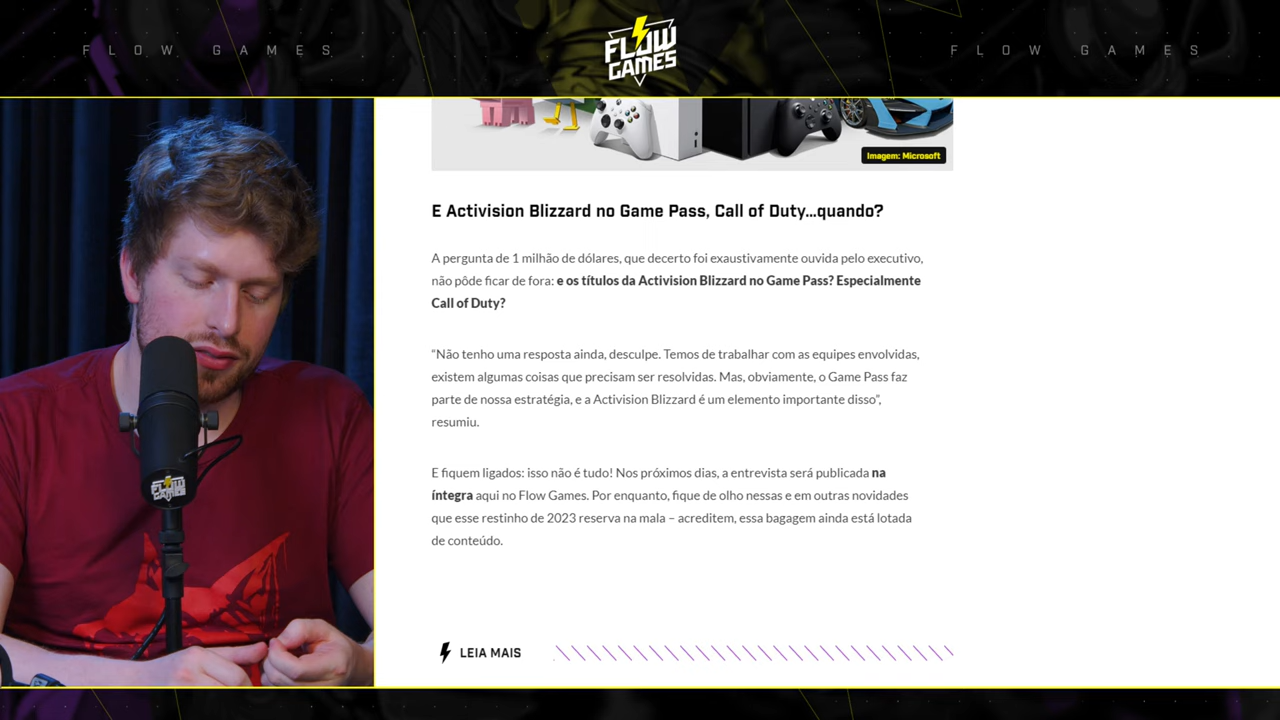 FLOW GAMES
FLOW
GAMES
FLOW GAMES
Imagem: Microsoft
E Activision Blizzard no Game Pass, Call of Duty...quando?
A pergunta de 1 milhão de dólares, que decerto foi exaustivamente ouvida pelo executivo,
não pôde ficar de fora: e os títulos da Activision Blizzard no Game Pass? Especialmente
Call of Duty?
“Não tenho uma resposta ainda, desculpe. Temos de trabalhar com as equipes envolvidas,
existem algumas coisas que precisam ser resolvidas. Mas, obviamente, o Game Pass faz
parte de nossa estratégia, e a Activision Blizzard é um elemento importante disso”,
resumiu.
E fiquem ligados: isso não é tudo! Nos próximos dias, a entrevista será publicada na
íntegra aqui no Flow Games. Por enquanto, fique de olho nessas e em outras novidades
que esse restinho de 2023 reserva na mala – acreditem, essa bagagem ainda está lotada
de conteúdo.
LEIA MAIS
FLOW
GAMES